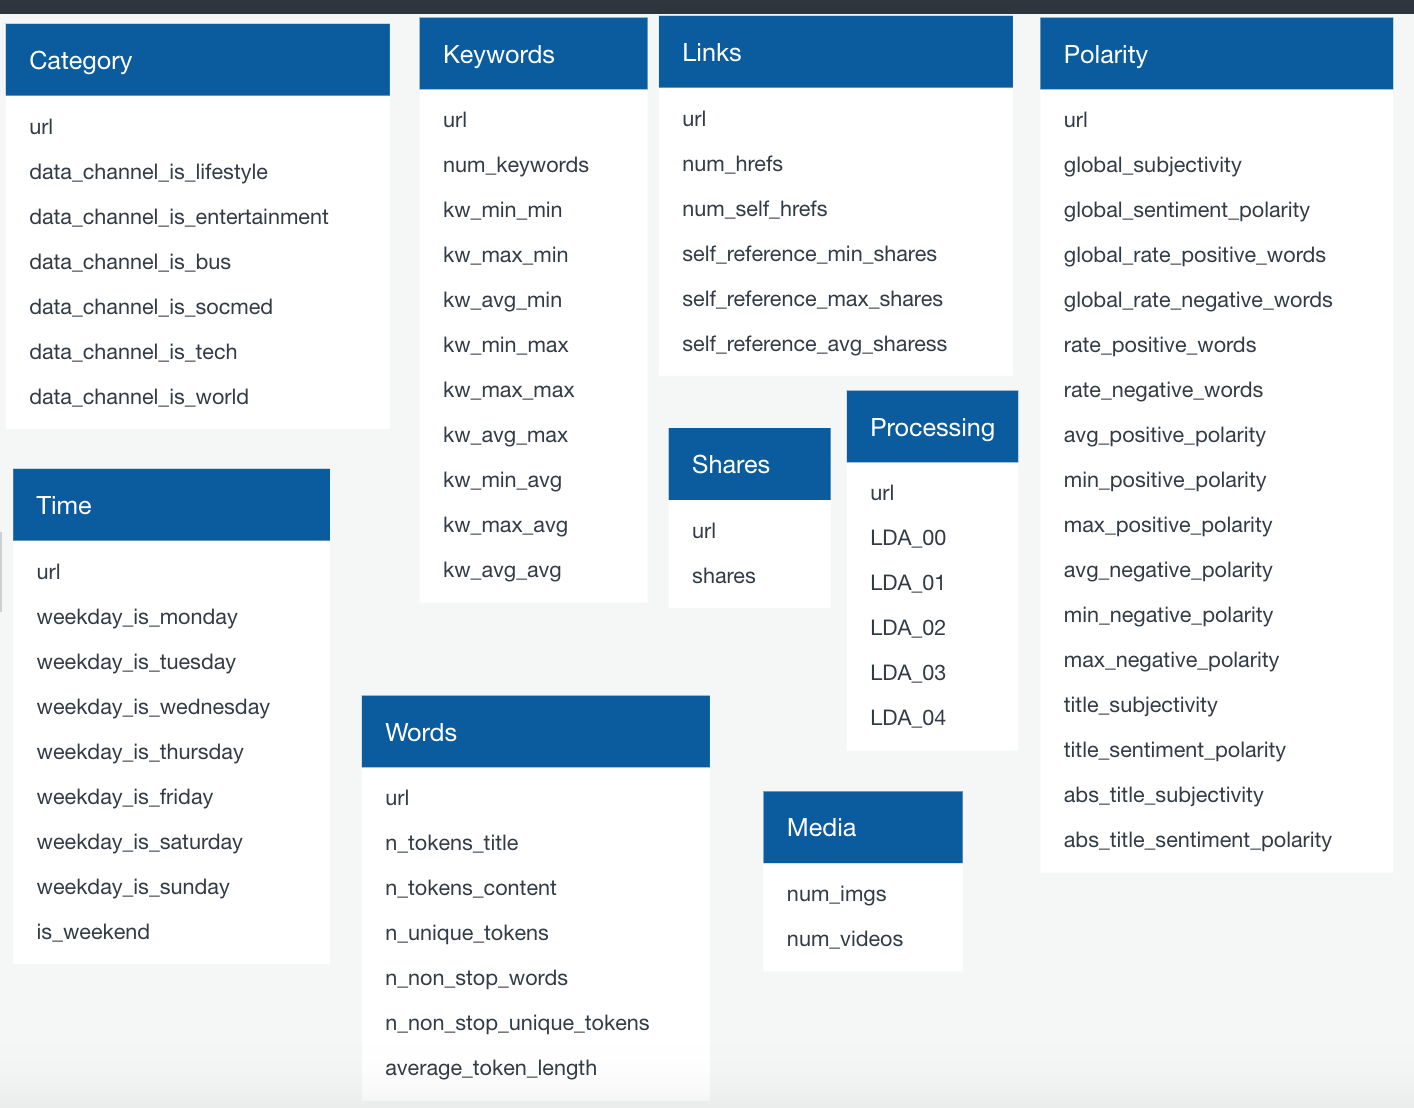 Category
url
data_channel_is_lifestyle
data_channel_is_entertainment
data_channel_is_bus
data_channel_is_socmed
data_channel_is_tech
data_channel_is_world
Time
url
weekday_is_monday
weekday_is_tuesday
weekday_is_wednesday
weekday_is_thursday
weekday_is_friday
weekday_is_saturday
weekday_is_sunday
is_weekend
Keywords
url
num_keywords
kw_min_min
kw_max_min
kw_avg_min
kw_min_max
kw_max_max
kw_avg_max
kw_min_avg
kw_max_avg
kw_avg_avg
Words
url
n_tokens_title
n_tokens_content
n_unique_tokens
n_non_stop_words
n_non_stop_unique_tokens
average_token_length
Links
url
num_hrefs
num_self_hrefs
self_reference_min_shares
self_reference_max_shares
self_reference_avg_sharess
Shares
url
shares
Processing
url
LDA_00
LDA_01
LDA_02
LDA_03
LDA_04
Media
num_imgs
num_videos
Polarity
url
global_subjectivity
global_sentiment_polarity
global_rate_positive_words
global_rate_negative_words
rate_positive_words
rate_negative_words
avg_positive_polarity
min_positive_polarity
max_positive_polarity
avg_negative_polarity
min_negative_polarity
max_negative_polarity
title_subjectivity
title_sentiment_polarity
abs_title_subjectivity
abs_title_sentiment_polarity